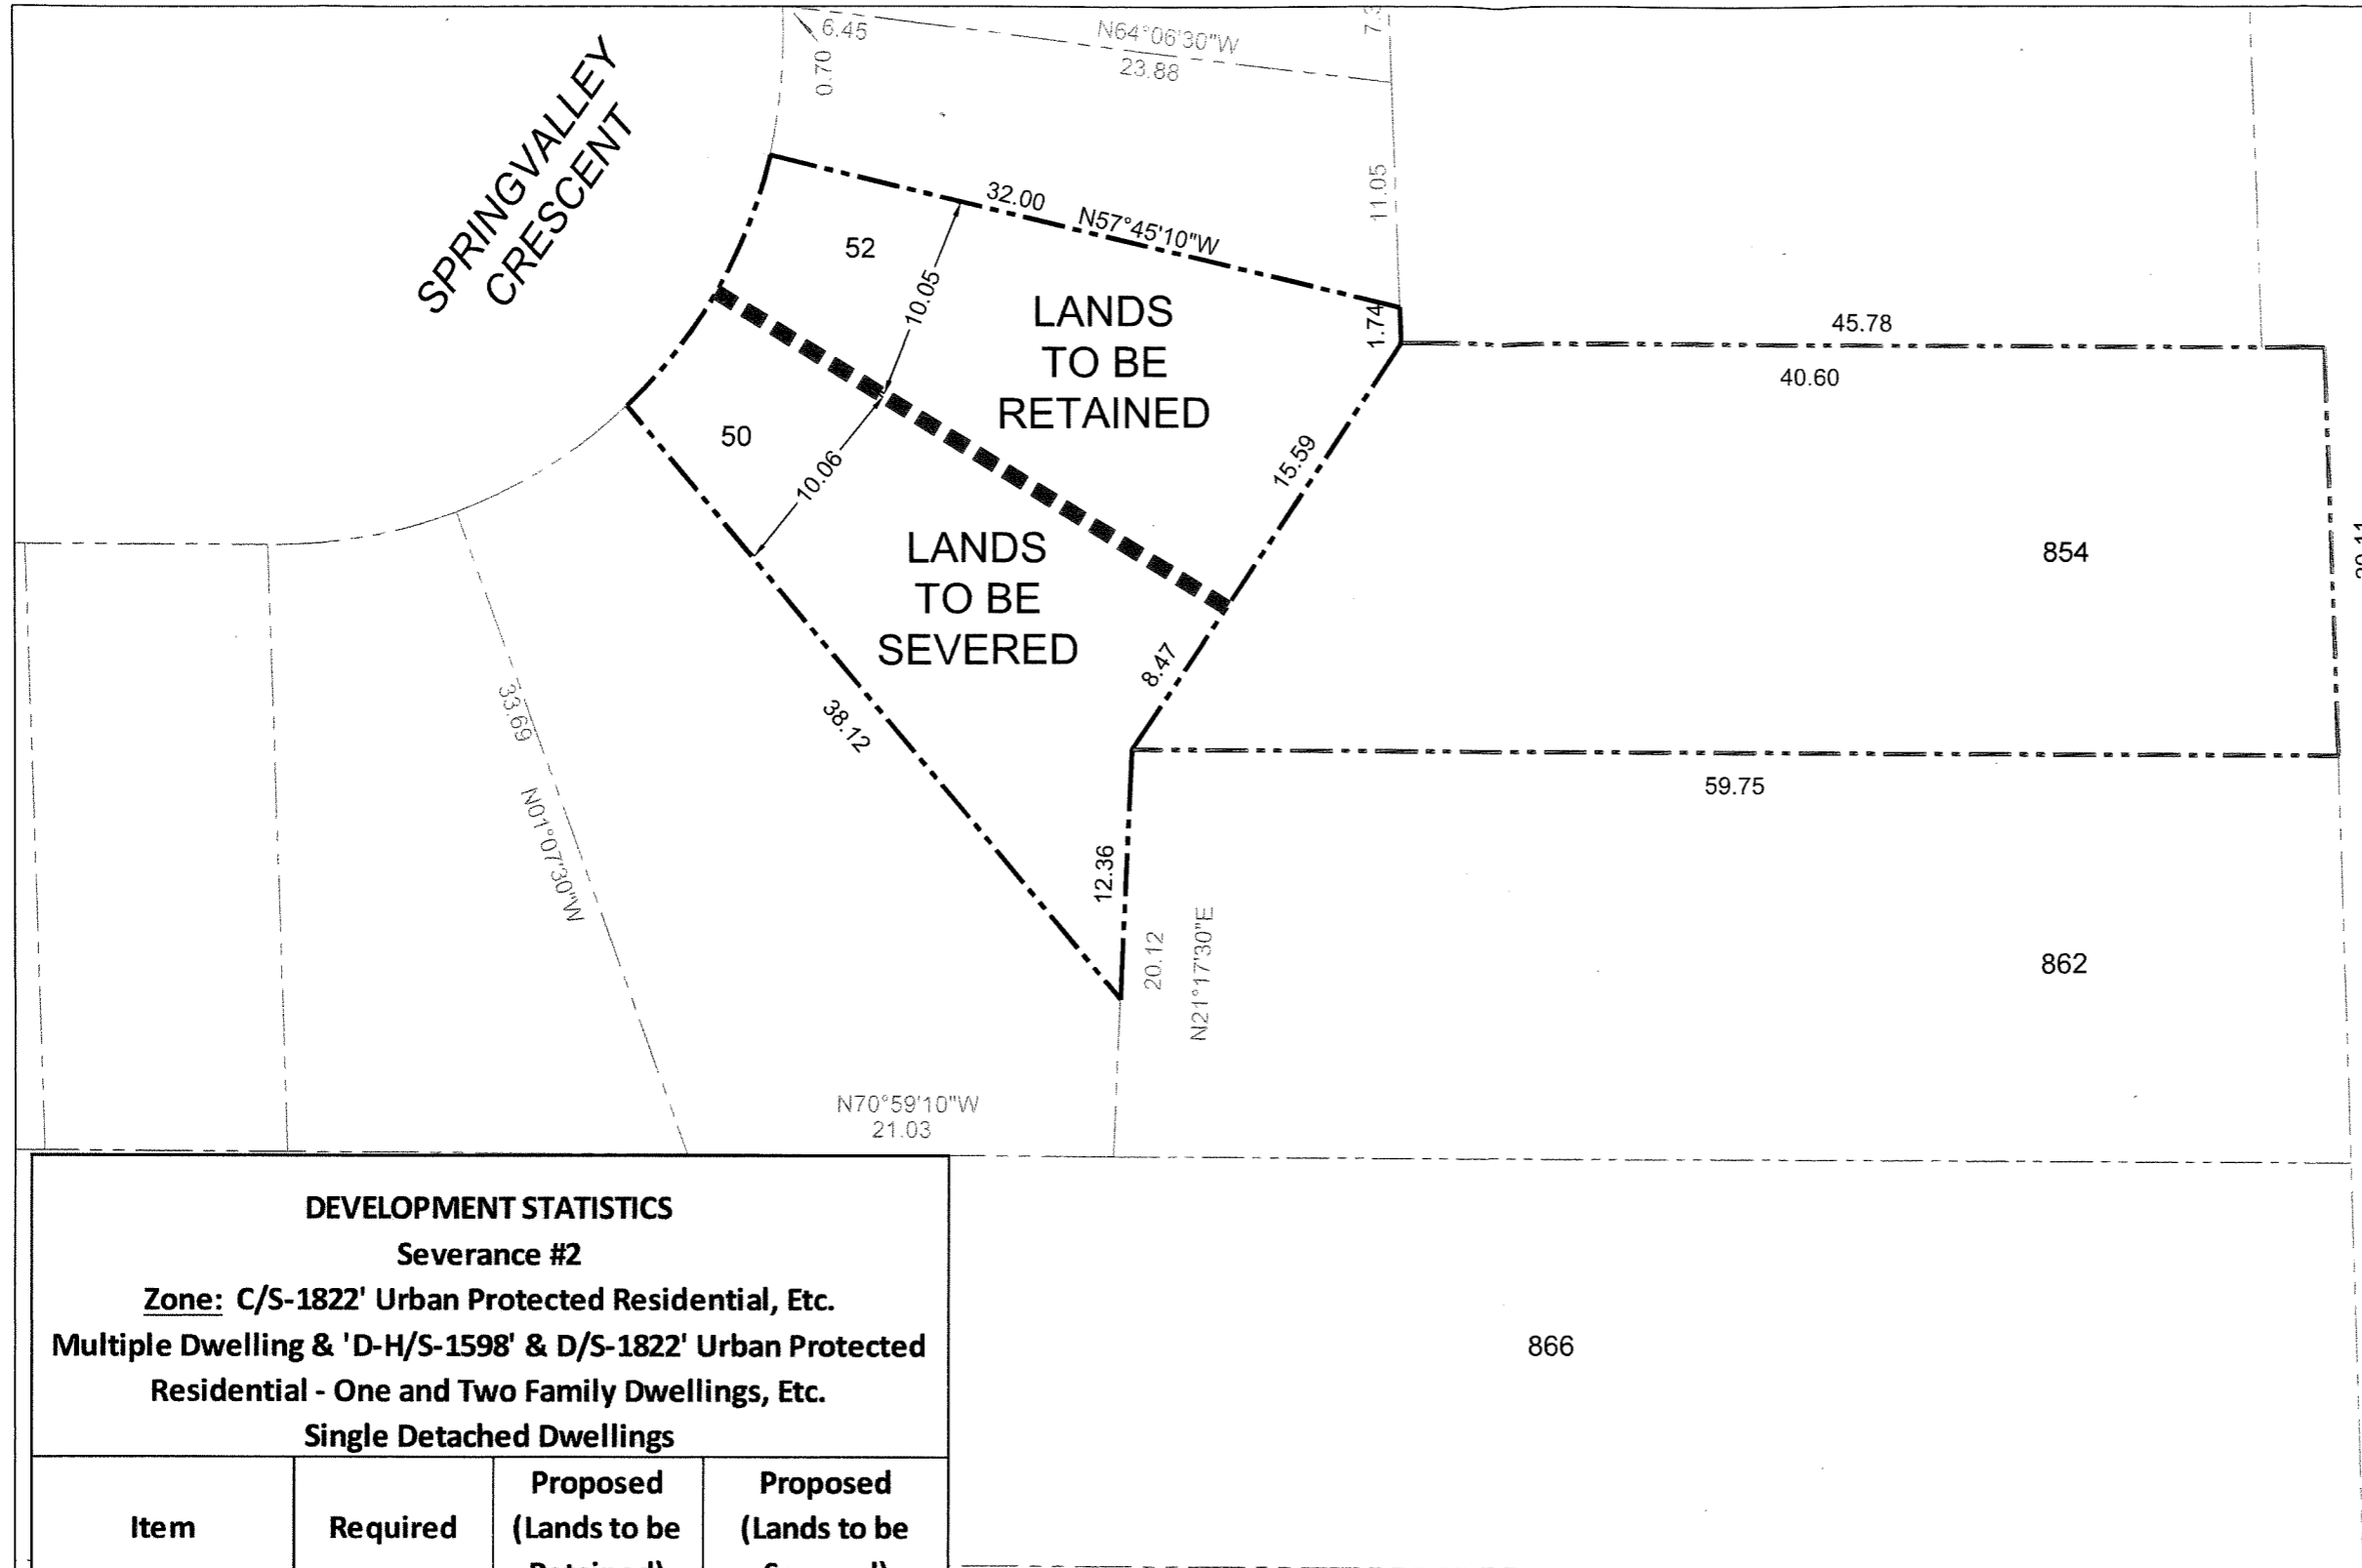 6.45
0.70
N64°06'30"W
23.88
7.3
SPRINGVALLEY
CRESCENT
11.05
32.00
N57°45'10"W
52
10.05
LANDS
TO BE
RETAINED
1.74
45.78
40.60
50
10.06
15.59
LANDS
TO BE
SEVERED
854
8.47
33.69
38.12
59.75
N01°07'30"W
12.36
20.12
N21°17'30"E
862
N70°59'10"W
21.03
DEVELOPMENT STATISTICS
Severance #2
Zone: C/S-1822' Urban Protected Residential, Etc.
Multiple Dwelling & 'D-H/S-1598' & D/S-1822' Urban Protected
Residential - One and Two Family Dwellings, Etc.
Single Detached Dwellings
866
Item
Required
Proposed
(Lands to be
Retained)
Proposed
(Lands to be
Severed)